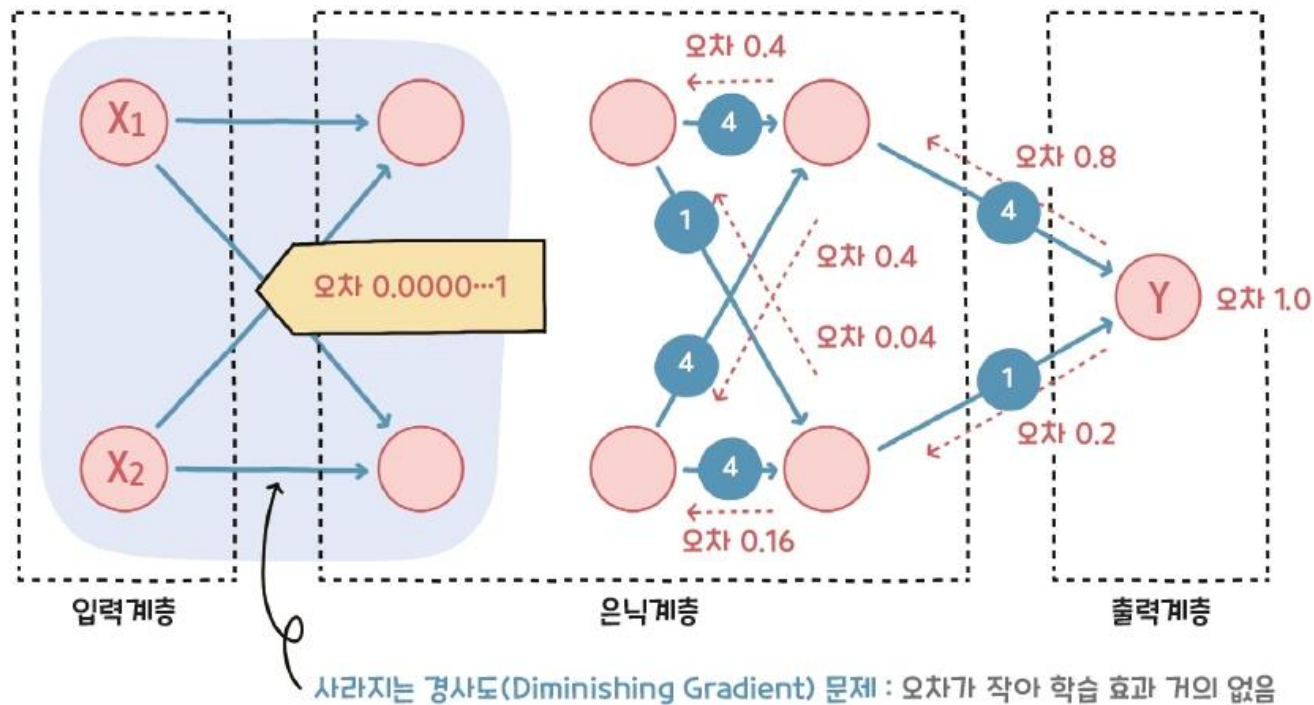 오차 0.4
X1
4
오차 0.8
1
4
오차 0.4
오차 0.0000…1
Y
오차 1.0
오차 0.04
4
1
오차 0.2
X2
4
오차 0.16
입력계층
은닉계층
출력계층
사라지는 경사도(Diminishing Gradient) 문제 : 오차가 작아 학습 효과 거의 없음